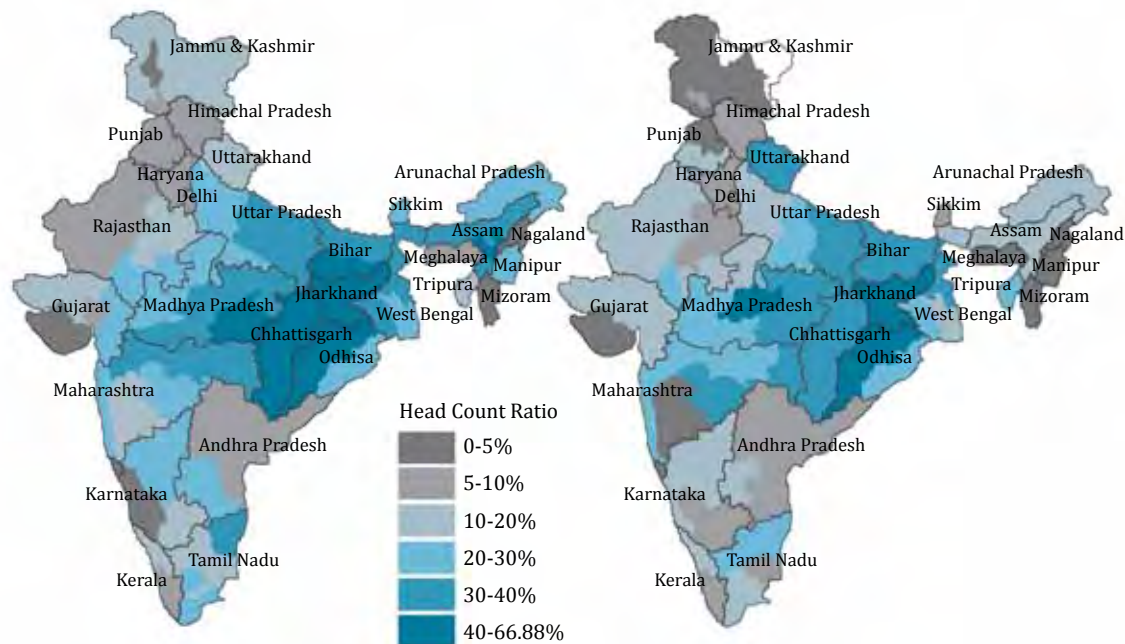 Jammu & Kashmir
Himachal Pradesh
Punjab
Uttarakhand
Haryana
Delhi
Arunachal Pradesh
Rajasthan
Uttar Pradesh
Sikkim
Assam
Nagaland
Bihar
Meghalaya
Manipur
Gujarat
Madhya Pradesh
Jharkhand
Tripura
Mizoram
West Bengal
Chhattisgarh
Odhisa
Maharashtra
Andhra Pradesh
Karnataka
Tamil Nadu
Kerala
Head Count Ratio
0-5%
5-10%
10-20%
20-30%
30-40%
40-66.88%
Jammu & Kashmir
Himachal Pradesh
Punjab
Uttarakhand
Haryana
Delhi
Arunachal Pradesh
Rajasthan
Uttar Pradesh
Sikkim
Assam
Nagaland
Bihar
Meghalaya
Manipur
Gujarat
Madhya Pradesh
Jharkhand
Tripura
Mizoram
West Bengal
Chhattisgarh
Odhisa
Maharashtra
Andhra Pradesh
Karnataka
Tamil Nadu
Kerala